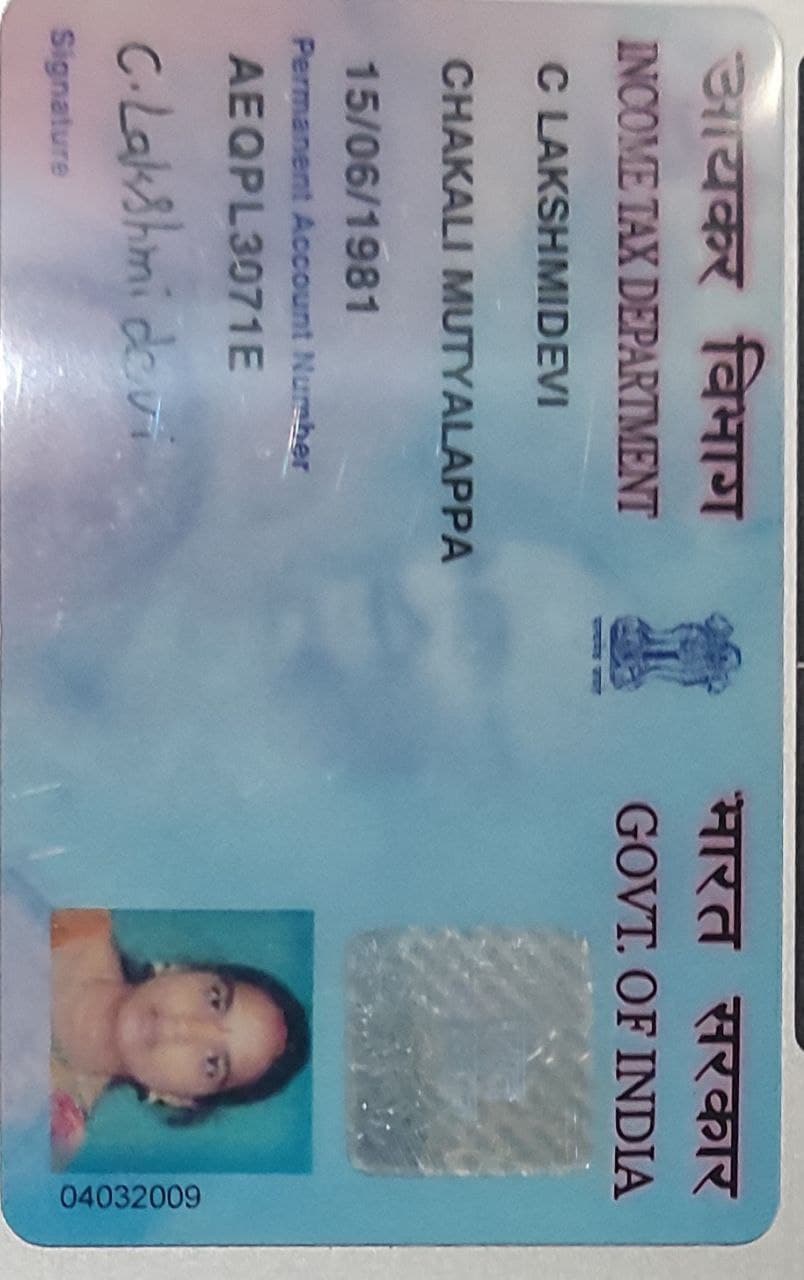 आयकर विभाग
INCOME TAX DEPARTMENT
भारत सरकार
GOVT. OF INDIA
C LAKSHMIDEVI
CHAKALI MUTYALAPPA
15/06/1981
Permanent Account Number
AEQPL3071E
C. Lakshmi devi
Signature
04032009